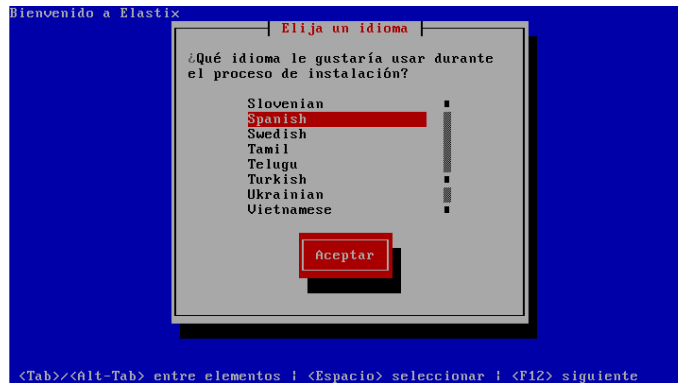 Bienvenido a Elastix
Elija un idioma
¿Qué idioma le gustaría usar durante
el proceso de instalación?
Slovenian
Spanish
Swedish
Tamil
Telugu
Turkish
Ukrainian
Vietnamese
Aceptar
<Tab>/<Alt-Tab> entre elementos | <Espacio> seleccionar | <F12> siguiente